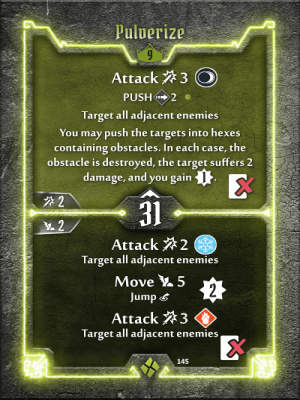 Pulverize
9
Attack 3
PUSH 2
Target all adjacent enemies
You may push the targets into hexes
containing obstacles. In each case, the
obstacle is destroyed, the target suffers 2
damage, and you gain 1.
2
31
2
Attack 2
Target all adjacent enemies
Move 5
Jump
2
Attack 3
Target all adjacent enemies
145